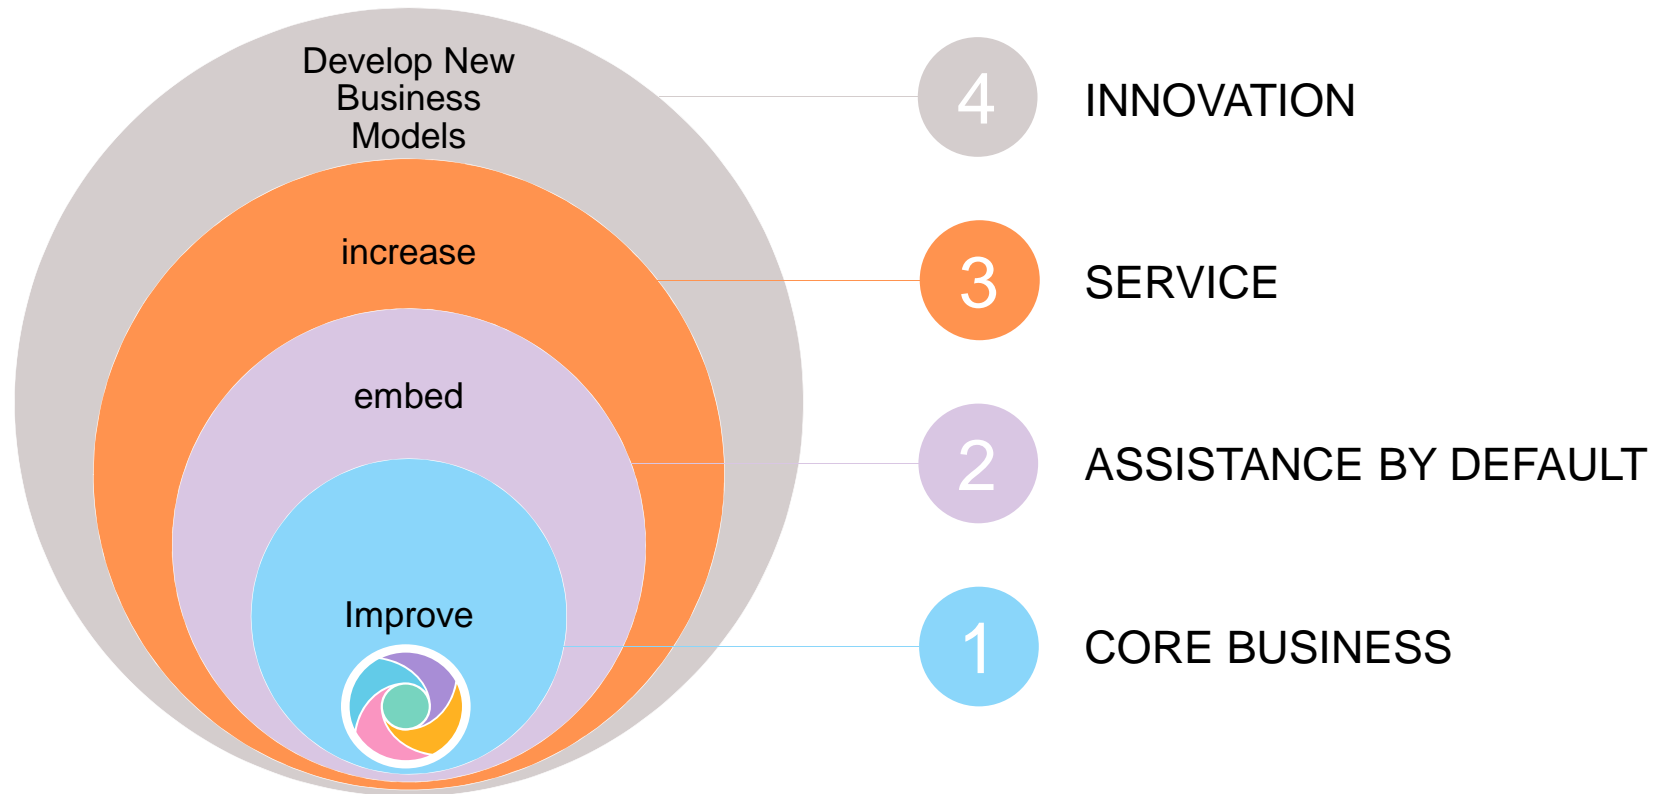 Develop New
Business
Models
4
INNOVATION
increase
3
SERVICE
embed
2
ASSISTANCE BY DEFAULT
Improve
1
CORE BUSINESS